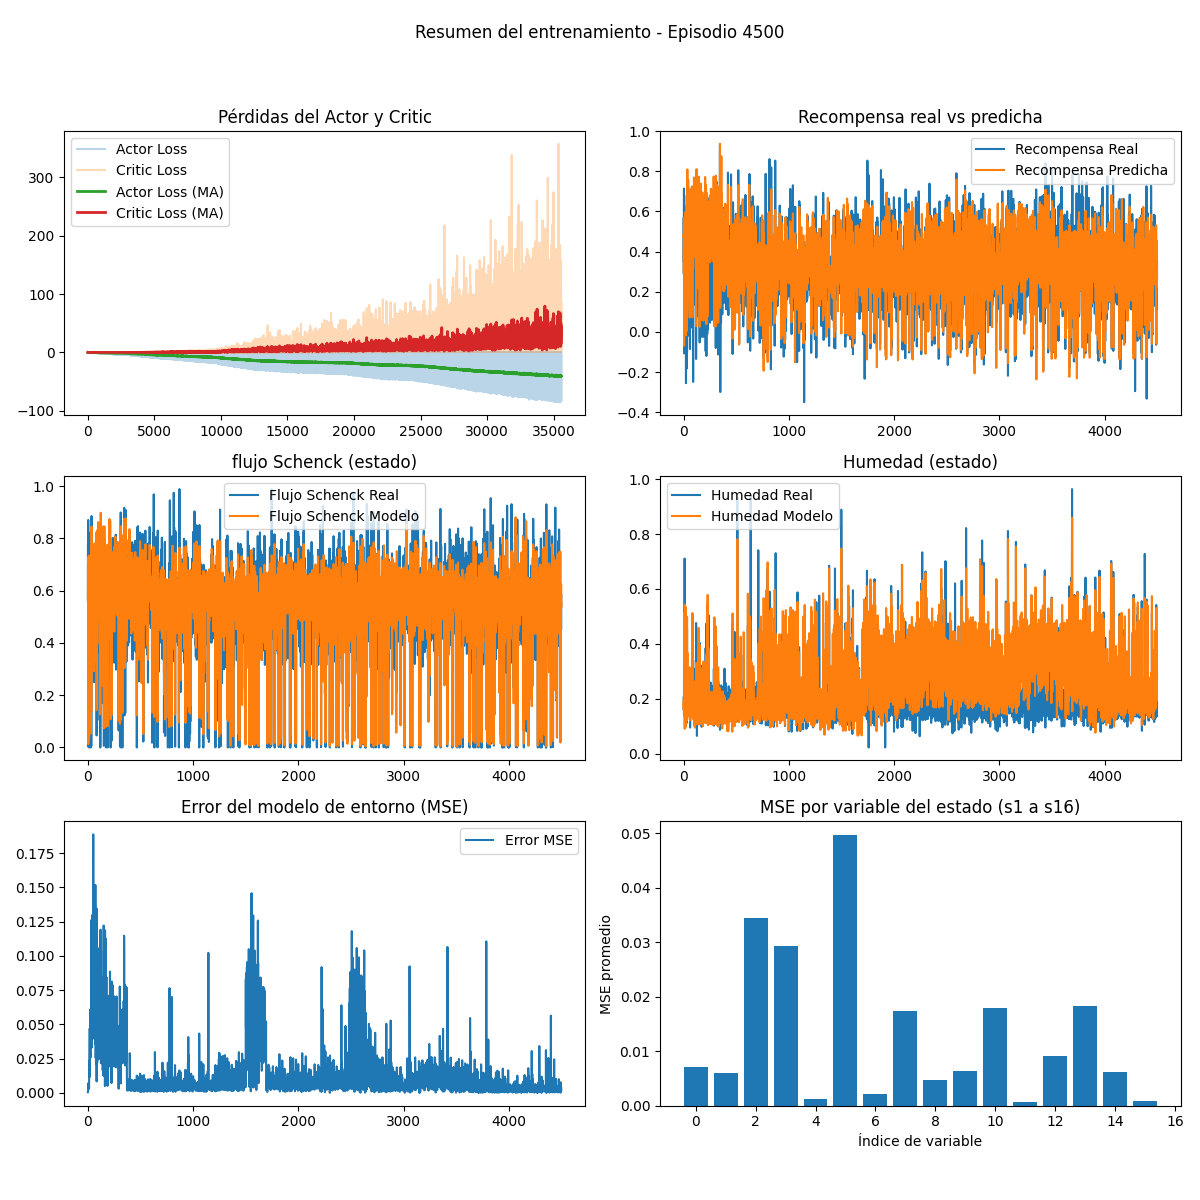 Resumen del entrenamiento - Episodio 4500
Pérdidas del Actor y Critic
Actor Loss
Critic Loss
Actor Loss (MA)
Critic Loss (MA)
300
200
100
0
−100
0 5000 10000 15000 20000 25000 30000 35000
Recompensa real vs predicha
Recompensa Real
Recompensa Predicha
1.0
0.8
0.6
0.4
0.2
0.0
−0.2
−0.4
0 1000 2000 3000 4000
flujo Schenck (estado)
Flujo Schenck Real
Flujo Schenck Modelo
1.0
0.8
0.6
0.4
0.2
0.0
0 1000 2000 3000 4000
Humedad (estado)
Humedad Real
Humedad Modelo
1.0
0.8
0.6
0.4
0.2
0.0
0 1000 2000 3000 4000
Error del modelo de entorno (MSE)
Error MSE
0.175
0.150
0.125
0.100
0.075
0.050
0.025
0.000
0 1000 2000 3000 4000
MSE por variable del estado (s1 a s16)
MSE promedio
0.05
0.04
0.03
0.02
0.01
0.00
0 2 4 6 8 10 12 14 16
Índice de variable